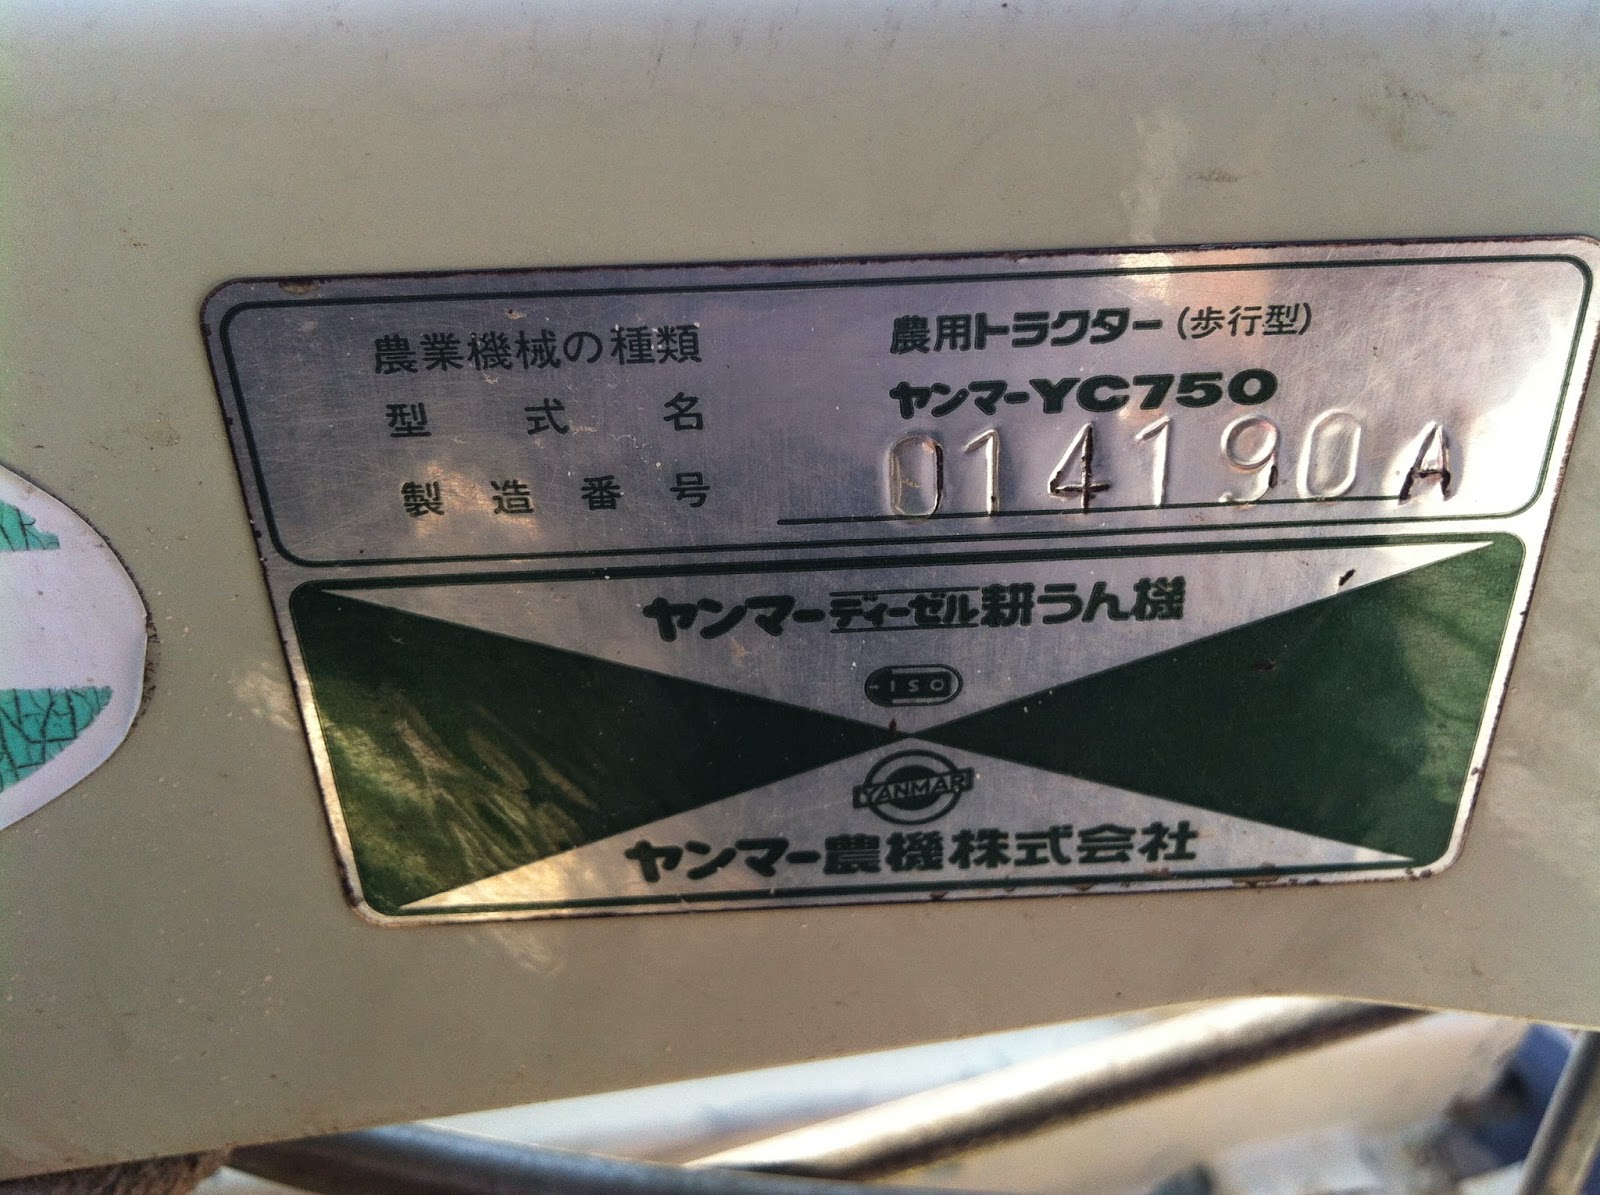 農業機械の種類 農用トラクター(歩行型)
型式名 ヤンマーYC750
製造番号 014190A
ヤンマーディーゼル耕うん機
ISO
YANMAR
ヤンマー農機株式会社